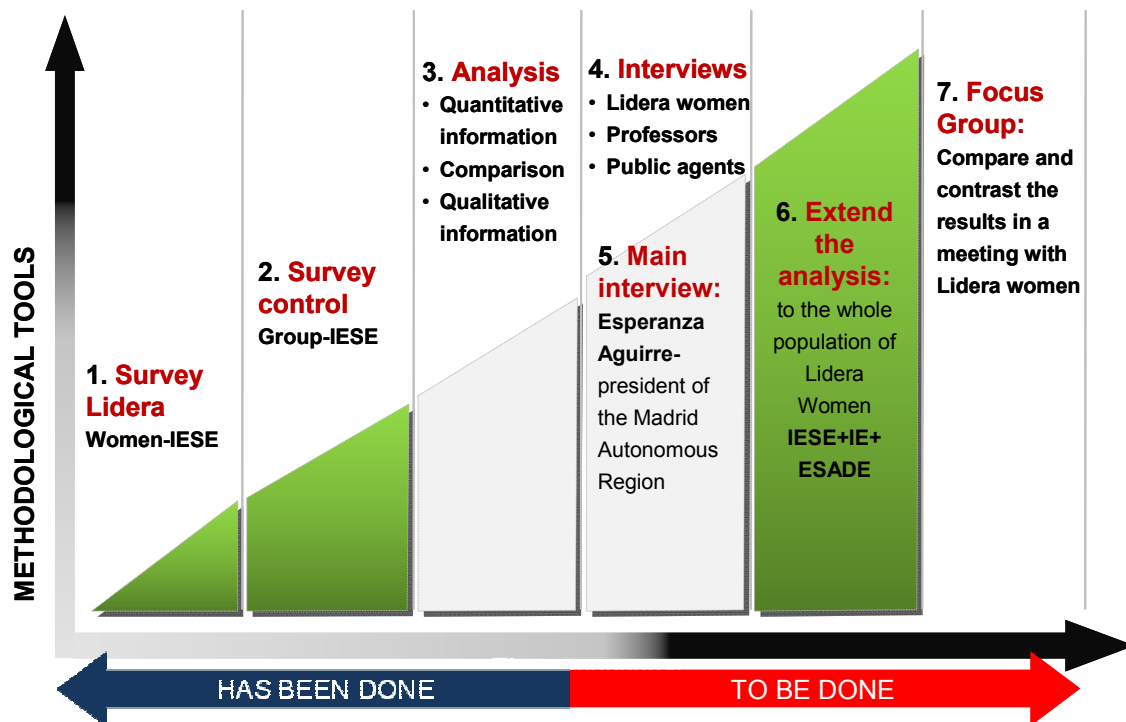 METHODOLOGICAL TOOLS
1. Survey
Lidera
Women-IESE
2. Survey
control
Group-IESE
3. Analysis
• Quantitative
information
• Comparison
• Qualitative
information
4. Interviews
• Lidera women
• Professors
• Public agents
5. Main
interview:
Esperanza
Aguirre-
president of
the Madrid
Autonomous
Region
6. Extend
the
analysis:
to the whole
population of
Lidera
Women
IESE+IE+
ESADE
7. Focus
Group:
Compare and
contrast the
results in a
meeting with
Lidera women
HAS BEEN DONE
TO BE DONE